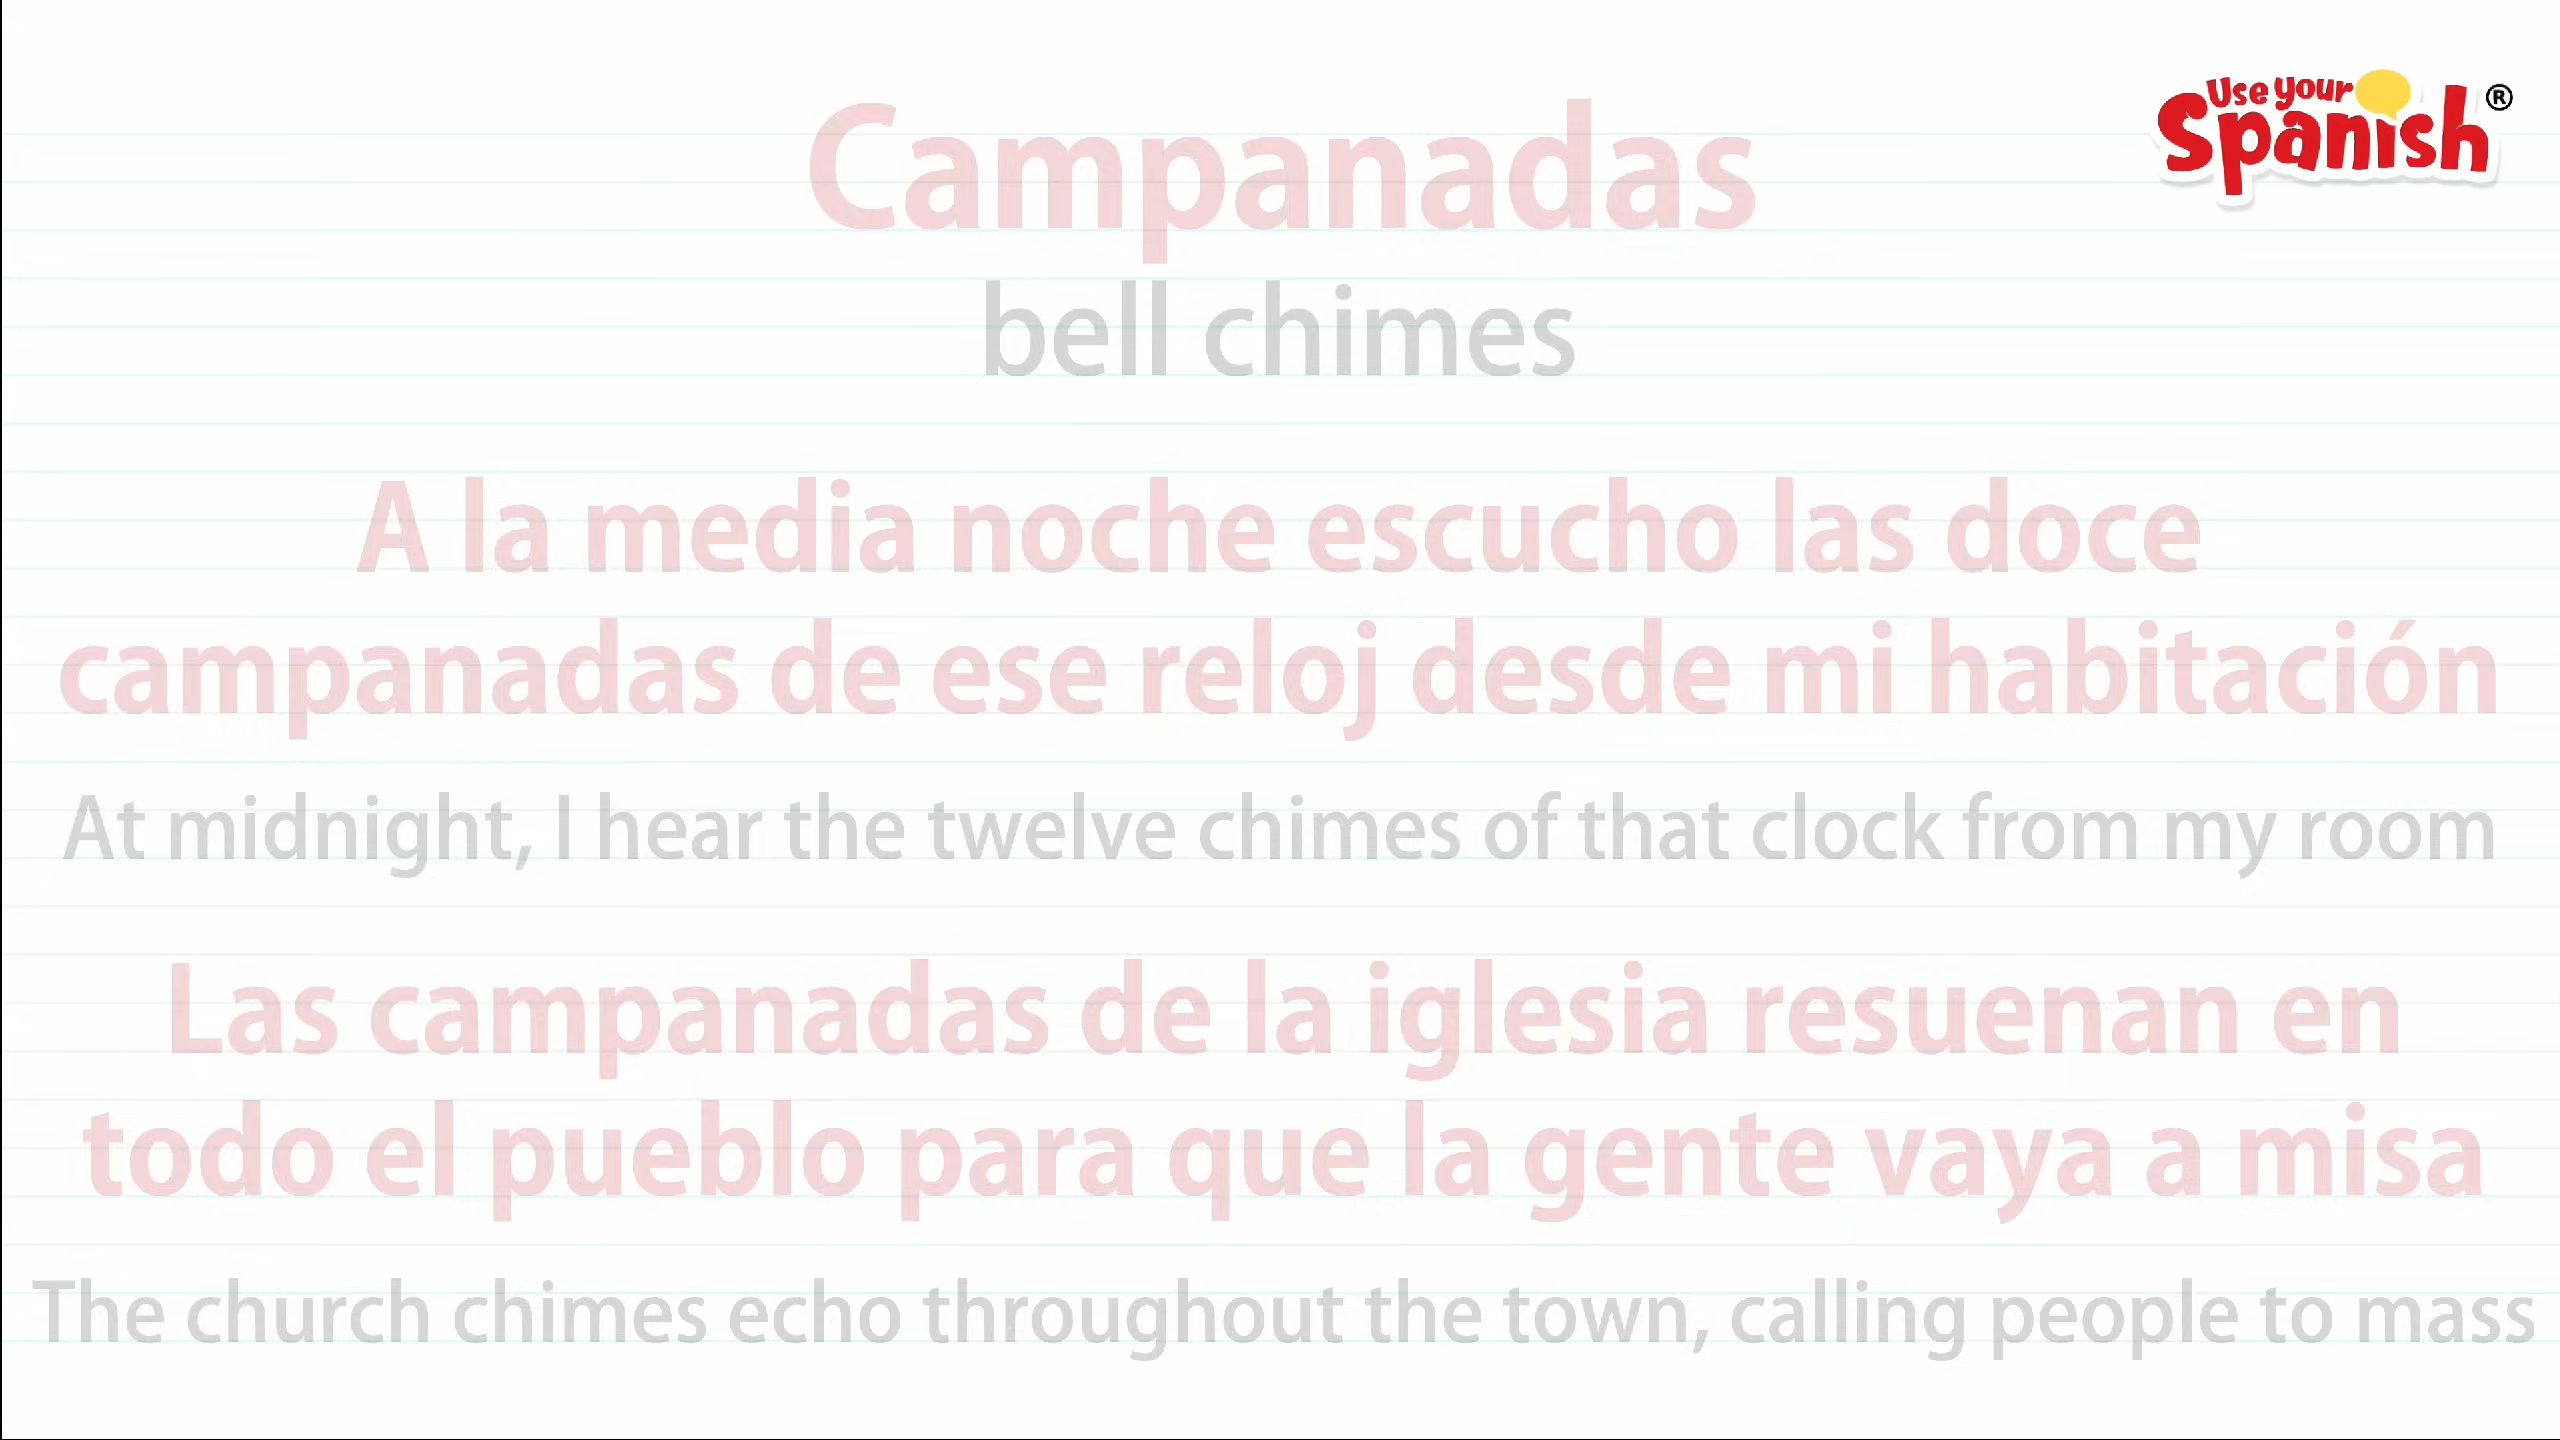 Use your
Spanish®
Campanadas
bell chimes
A la media noche escucho las doce
campanadas de ese reloj desde mi habitación
At midnight, I hear the twelve chimes of that clock from my room
Las campanadas de la iglesia resuenan en
todo el pueblo para que la gente vaya a misa
The church chimes echo throughout the town, calling people to mass